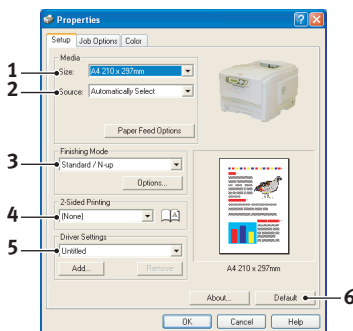 Properties
Setup Job Options Color
Media
1 Size: A4 210 x 297mm
2 Source: Automatically Select
Paper Feed Options
Finishing Mode
3 Standard / N-up
Options...
2-Sided Printing
4 (None)
Driver Settings
5 Untitled
Add... Remove
A4 210 x 297mm
About... Default 6
OK Cancel Help